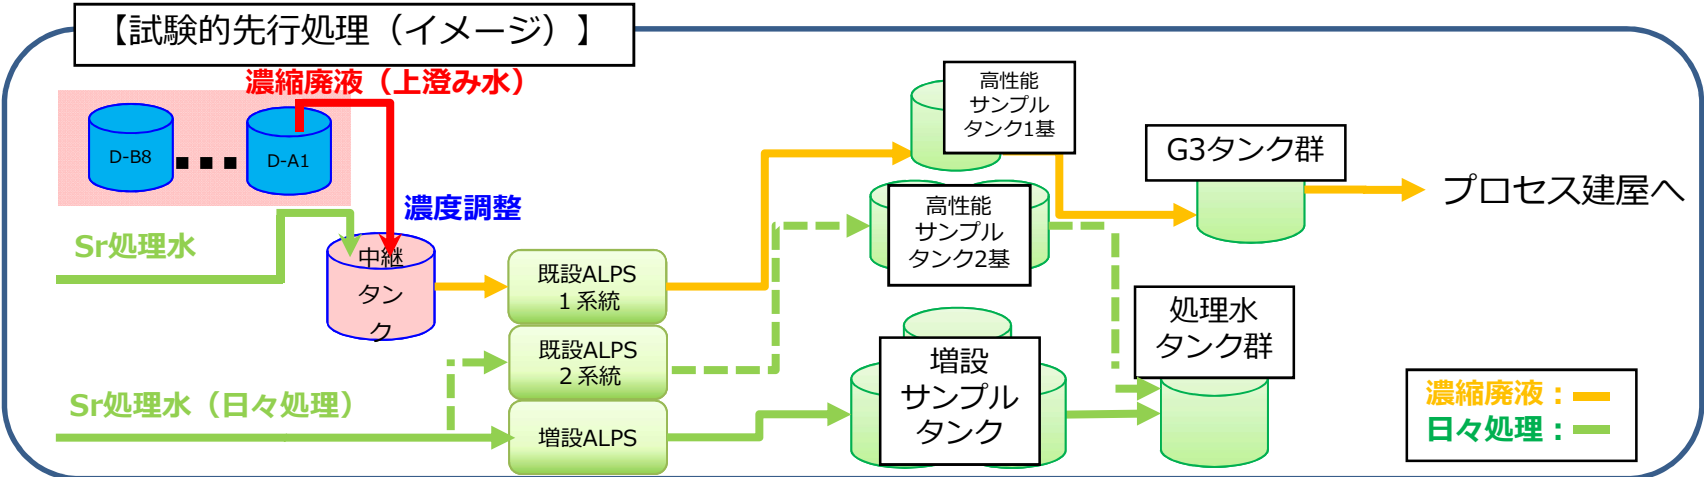 【試験的先行処理（イメージ）】
濃縮廃液（上澄み水）
D-B8
D-A1
濃度調整
Sr処理水
中継
タン
ク
既設ALPS
１系統
既設ALPS
２系統
増設ALPS
Sr処理水（日々処理）
高性能
サンプル
タンク1基
高性能
サンプル
タンク2基
増設
サンプル
タンク
G3タンク群
プロセス建屋へ
処理水
タンク群
濃縮廃液：
日々処理：